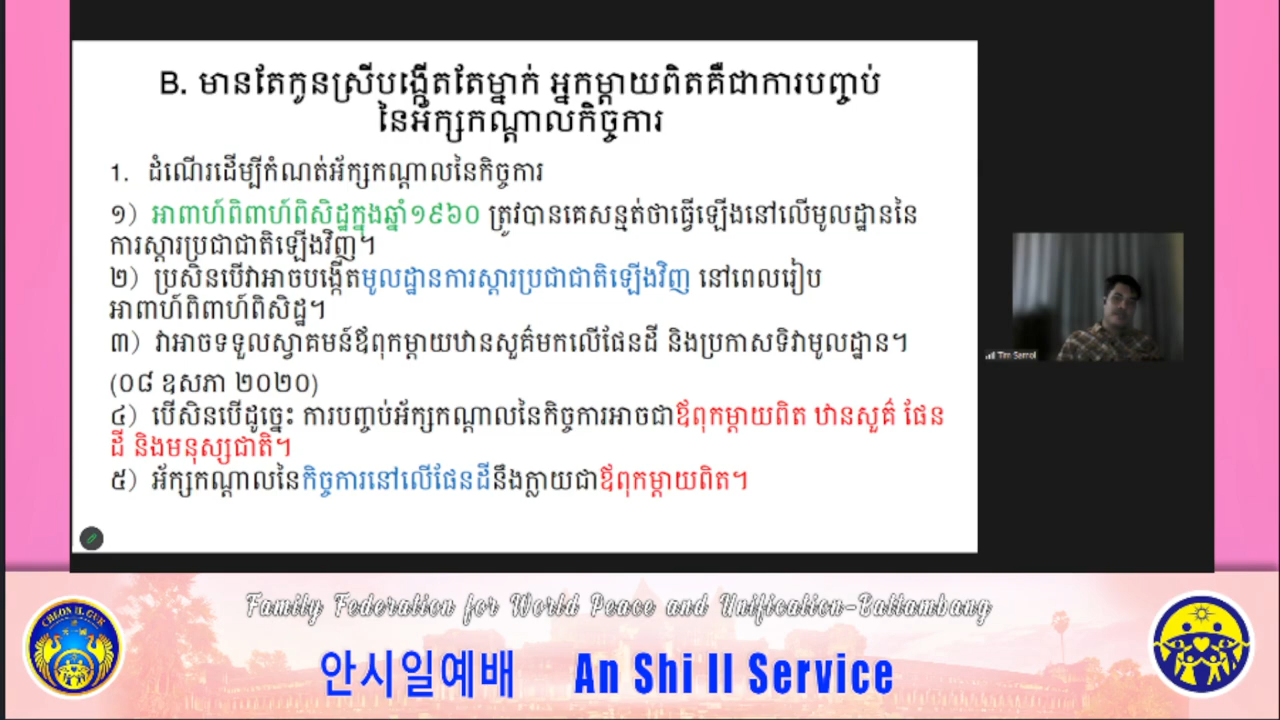 B. មានតែកូនស្រីបង្កើតតែម្នាក់ អ្នកម្តាយពិតគឺជាការបញ្ចប់
នៃអ័ក្សកណ្តាលកិច្ចការ
1. ដំណើរដើម្បីកំណត់អ័ក្សកណ្តាលនៃកិច្ចការ
១) អាពាហ៍ពិពាហ៍ពិសិដ្ឋក្នុងឆ្នាំ១៩៦០ ត្រូវបានគេសន្មត់ថាធ្វើឡើងនៅលើមូលដ្ឋាននៃ
ការស្តារប្រជាជាតិឡើងវិញ។
២) ប្រសិនបើវាអាចបង្កើតមូលដ្ឋានការស្តារប្រជាជាតិឡើងវិញ នៅពេលរៀប
អាពាហ៍ពិពាហ៍ពិសិដ្ឋ។
៣) វាអាចទទួលស្វាគមន៍ឪពុកម្តាយឋានសួគ៌មកលើផែនដី និងប្រកាសទិវាមូលដ្ឋាន។
(០៨ ឧសភា ២០២០)
៤) បើសិនបើដូច្នេះ ការបញ្ចប់អ័ក្សកណ្តាលនៃកិច្ចការអាចជាឪពុកម្តាយពិត ឋានសួគ៌ ផែន
ដី និងមនុស្សជាតិ។
៥) អ័ក្សកណ្តាលនៃកិច្ចការនៅលើផែនដីនឹងក្លាយជាឪពុកម្តាយពិត។
Tim Samol
Family Federation for World Peace and Unification-Battambang
CHEON IL GUK
안시일예배 An Shi Il Service